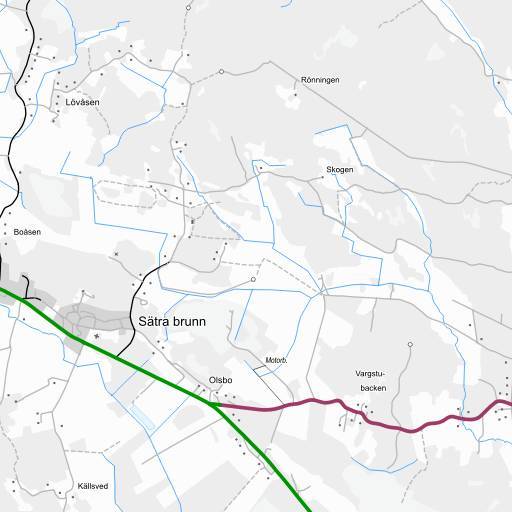 Rönningen
Lövåsen
Skogen
Boåsen
Sätra brunn
Motorb.
Olsbo
Vargstu-
backen
Källsved